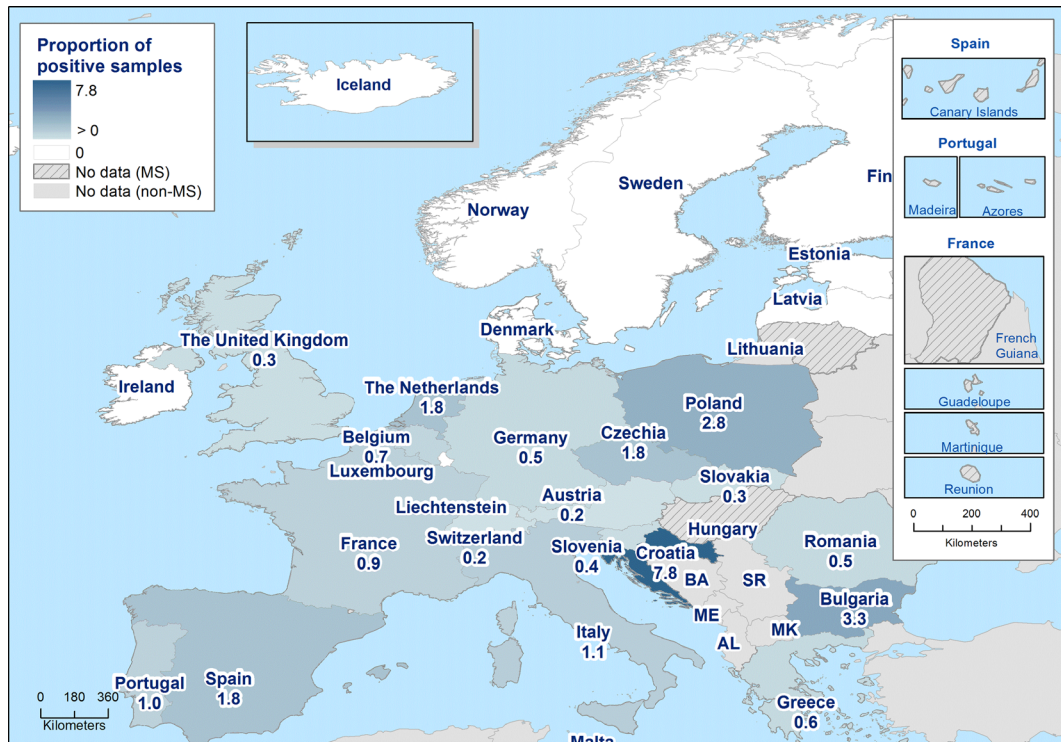 Proportion of
positive samples
7.8
> 0
0
No data (MS)
No data (non-MS)
Iceland
Spain
Canary Islands
Portugal
Madeira
Azores
France
French
Guiana
Guadeloupe
Martinique
Reunion
0 200 400
Kilometers
Sweden
Fin
Norway
Estonia
Latvia
Denmark
Lithuania
The United Kingdom
0.3
Ireland
The Netherlands
1.8
Poland
2.8
Belgium
0.7
Germany
0.5
Czechia
1.8
Luxembourg
Slovakia
0.3
Liechtenstein
Austria
0.2
Hungary
France
0.9
Switzerland
0.2
Slovenia
0.4
Croatia
7.8
Romania
0.5
BA
SR
Bulgaria
3.3
ME
MK
AL
Italy
1.1
Portugal
1.0
Spain
1.8
Greece
0.6
Malta
0 180 360
Kilometers